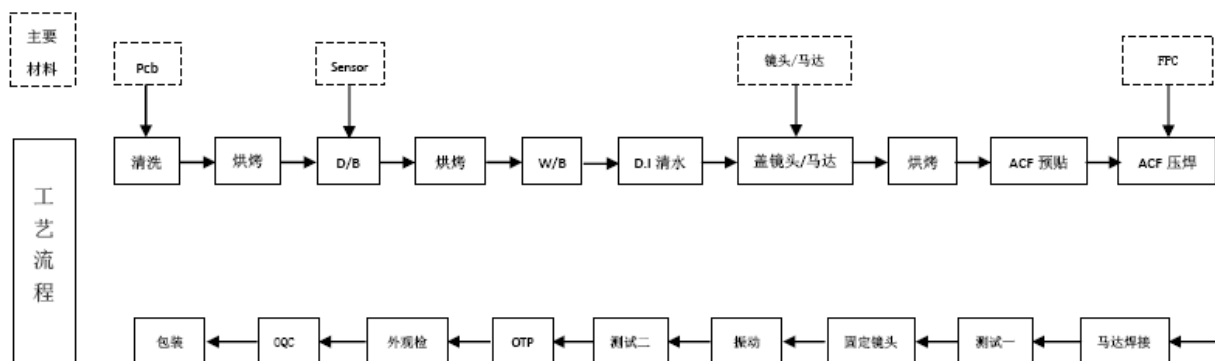 主要
材料
Pcb
Sensor
镜头/马达
FPC
清洗
烘烤
D/B
烘烤
W/B
D.I 清水
盖镜头/马达
烘烤
ACF 预贴
ACF 压焊
工
艺
流
程
包装
OQC
外观检
OTP
测试二
振动
固定镜头
测试一
马达焊接